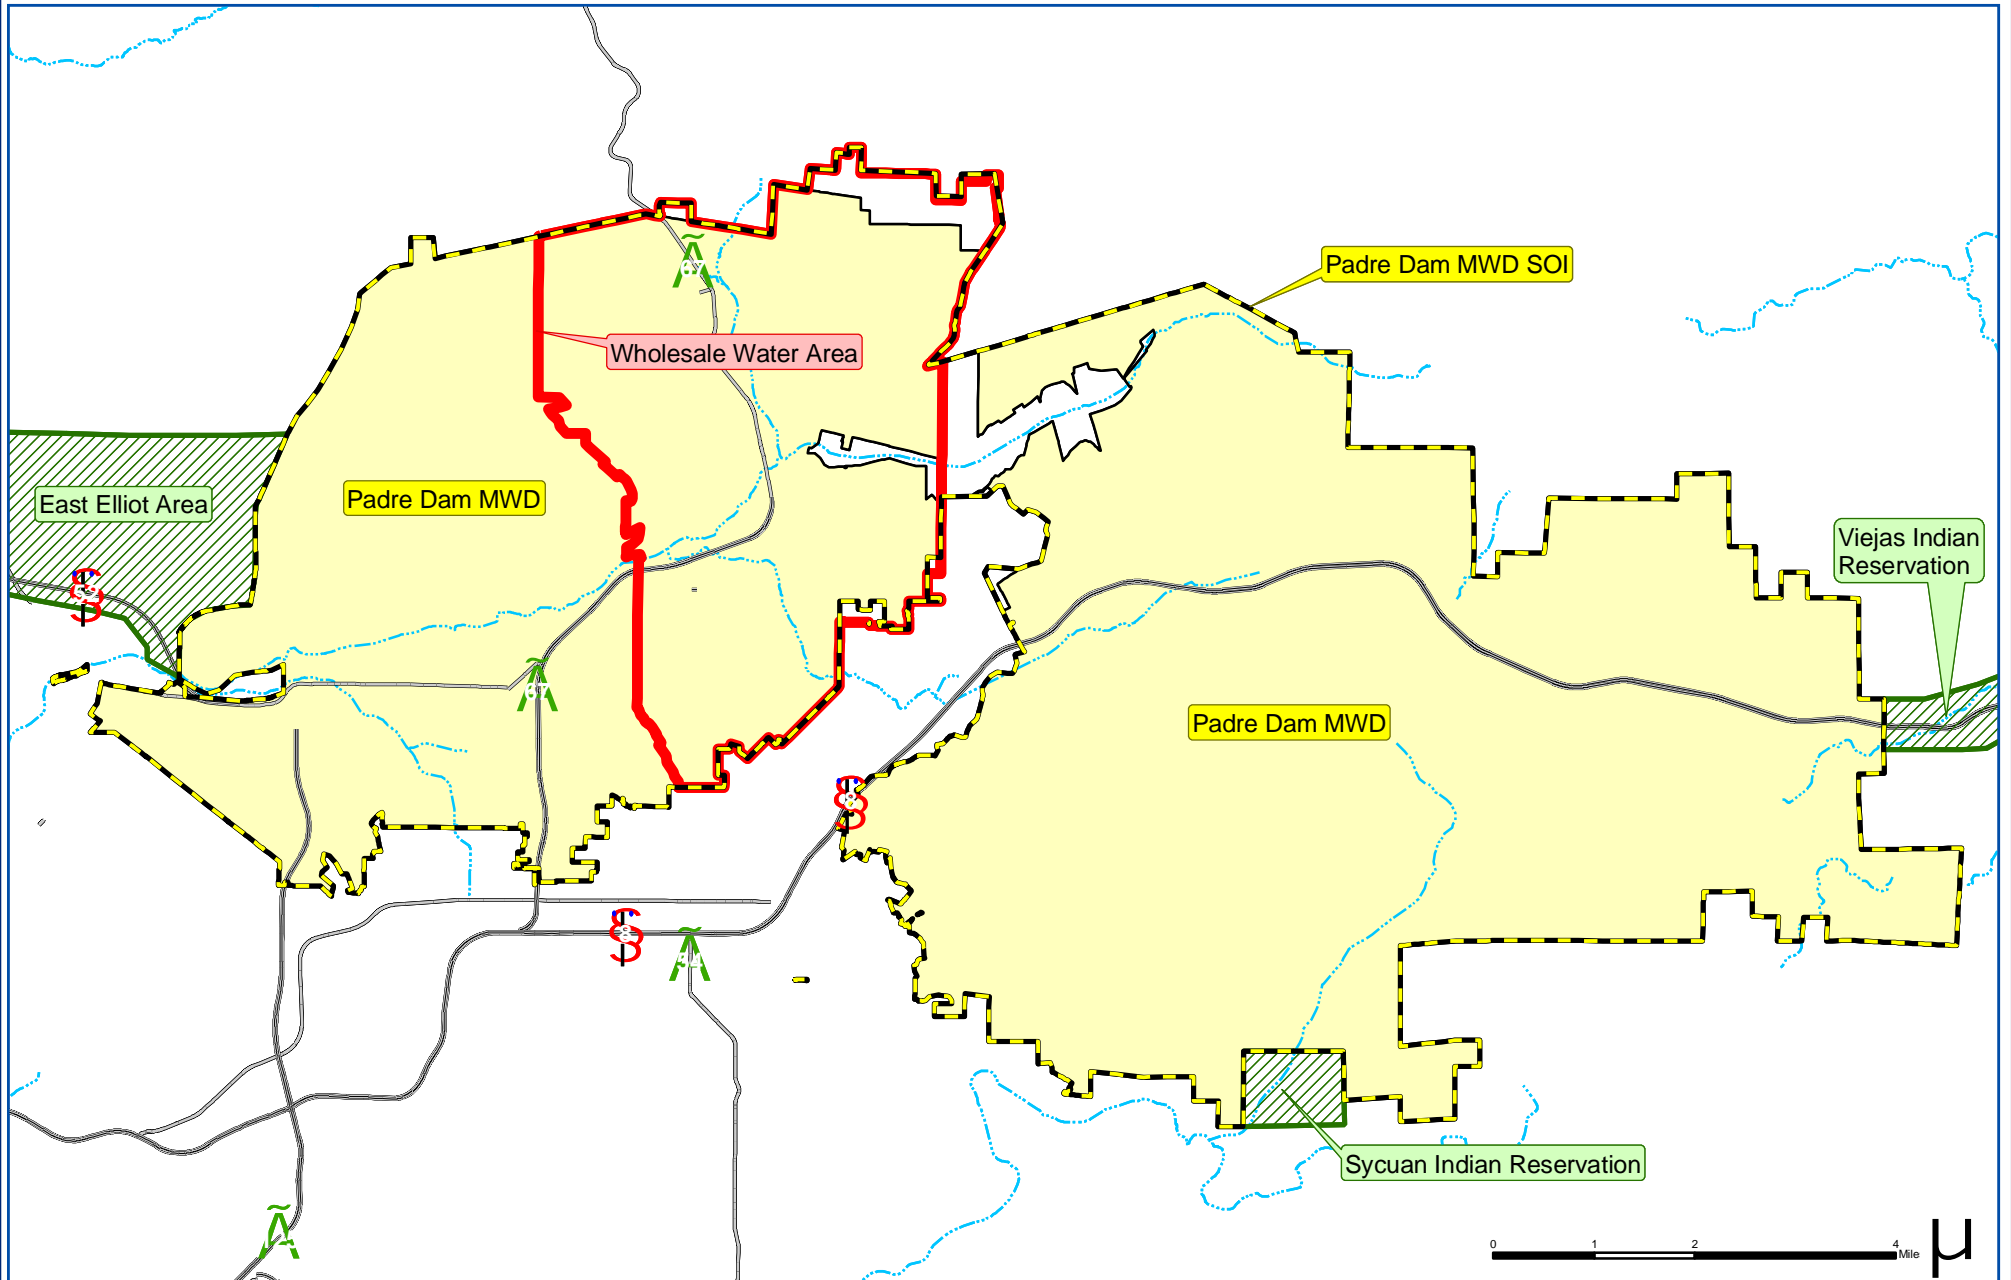 Padre Dam MWD SOI
Wholesale Water Area
East Elliot Area
Padre Dam MWD
Viejas Indian
Reservation
67
Padre Dam MWD
Sycuan Indian Reservation
0 1 2 4
Mile
µ